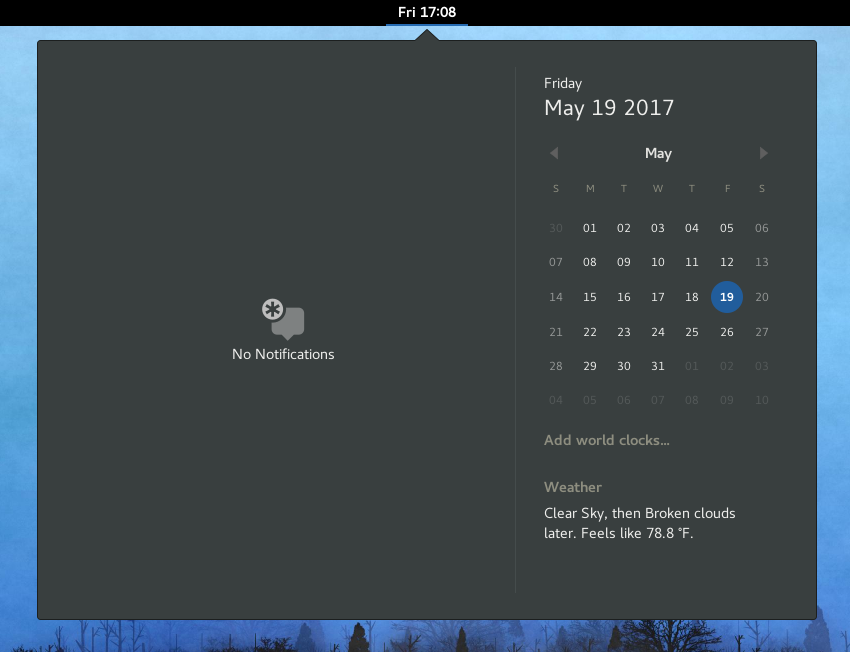 Fri 17:08
No Notifications
Friday
May 19 2017
May
S M T W T F S
30 01 02 03 04 05 06
07 08 09 10 11 12 13
14 15 16 17 18 19 20
21 22 23 24 25 26 27
28 29 30 31 01 02 03
04 05 06 07 08 09 10
Add world clocks…
Weather
Clear Sky, then Broken clouds
later. Feels like 78.8 °F.